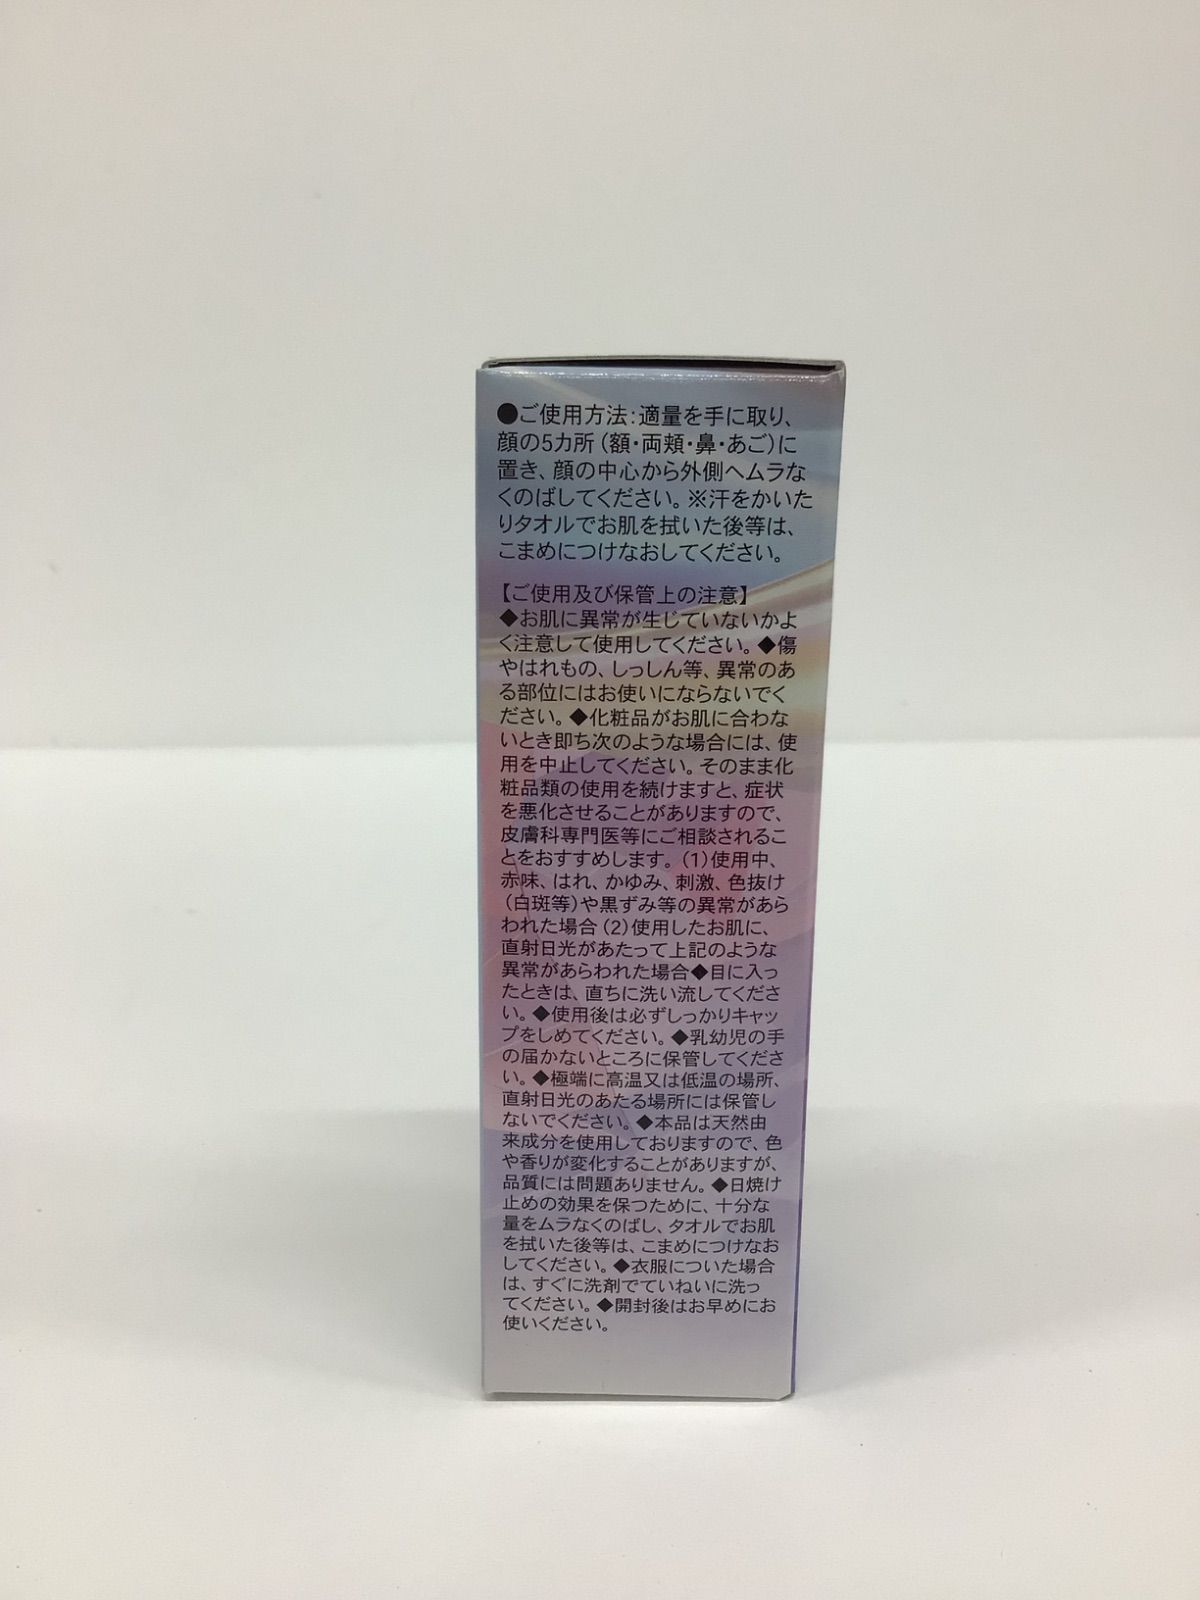 ●ご使用方法:適量を手に取り、
顔の5カ所(額・両頬・鼻・あご)に
置き、顔の中心から外側へムラな
くのばしてください。※汗をかいた
りタオルでお肌を拭いた後等は、
こまめにつけなおしてください。
【ご使用及び保管上の注意】
◆お肌に異常が生じていないかよ
く注意して使用してください。◆傷
やはれもの、しっしん等、異常のあ
る部位にはお使いにならないでく
ださい。◆化粧品がお肌に合わな
いとき即ち次のような場合には、使
用を中止してください。そのまま化
粧品類の使用を続けますと、症状
を悪化させることがありますので、
皮膚科専門医等にご相談されるこ
とをおすすめします。(1)使用中、
赤味、はれ、かゆみ、刺激、色抜け
(白斑等)や黒ずみ等の異常があら
われた場合(2)使用したお肌に、
直射日光があたって上記のような
異常があらわれた場合◆目に入っ
たときは、直ちに洗い流してくださ
い。◆使用後は必ずしっかりキャッ
プをしめてください。◆乳幼児の手
の届かないところに保管してくださ
い。◆極端に高温又は低温の場所、
直射日光のあたる場所には保管し
ないでください。◆本品は天然由
来成分を使用しておりますので、色
や香りが変化することがありますが、
品質には問題ありません。◆日焼け
止めの効果を保つために、十分な
量をムラなくのばし、タオルでお肌
を拭いた後等は、こまめにつけなお
してください。◆衣服についた場合
は、すぐに洗剤でていねいに洗っ
てください。◆開封後はお早めにお
使いください。